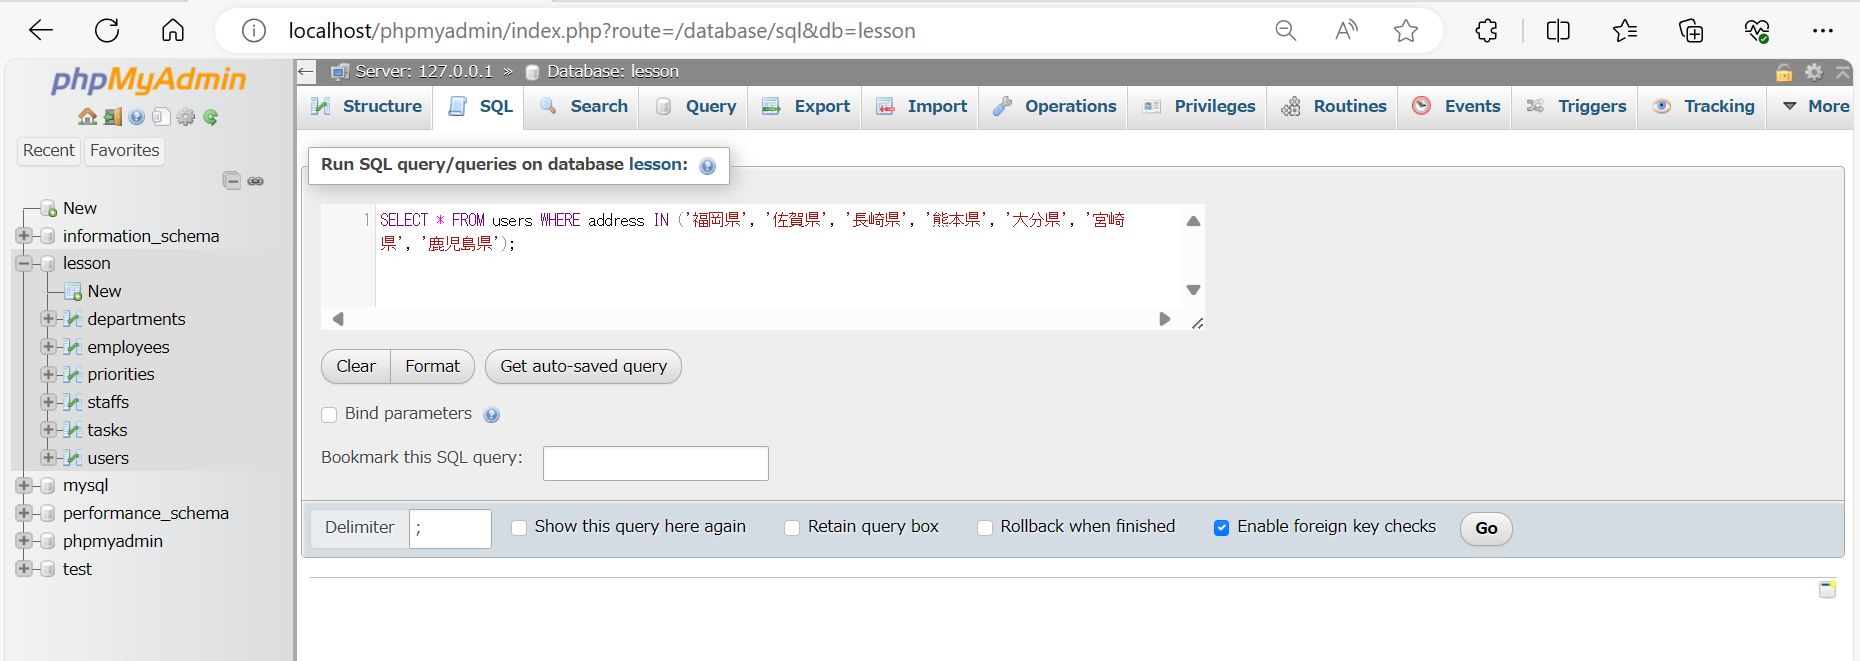 localhost/phpmyadmin/index.php?route=/database/sql&db=lesson
phpMyAdmin
Recent Favorites
New
information_schema
lesson
New
departments
employees
priorities
staffs
tasks
users
mysql
performance_schema
phpmyadmin
test
Server: 127.0.0.1 » Database: lesson
Structure SQL Search Query Export Import Operations Privileges Routines Events Triggers Tracking More
Run SQL query/queries on database lesson:
1 SELECT * FROM users WHERE address IN ('福岡県', '佐賀県', '長崎県', '熊本県', '大分県', '宮崎
県', '鹿児島県');
Clear Format Get auto-saved query
Bind parameters
Bookmark this SQL query:
Delimiter ; Show this query here again Retain query box Rollback when finished Enable foreign key checks Go